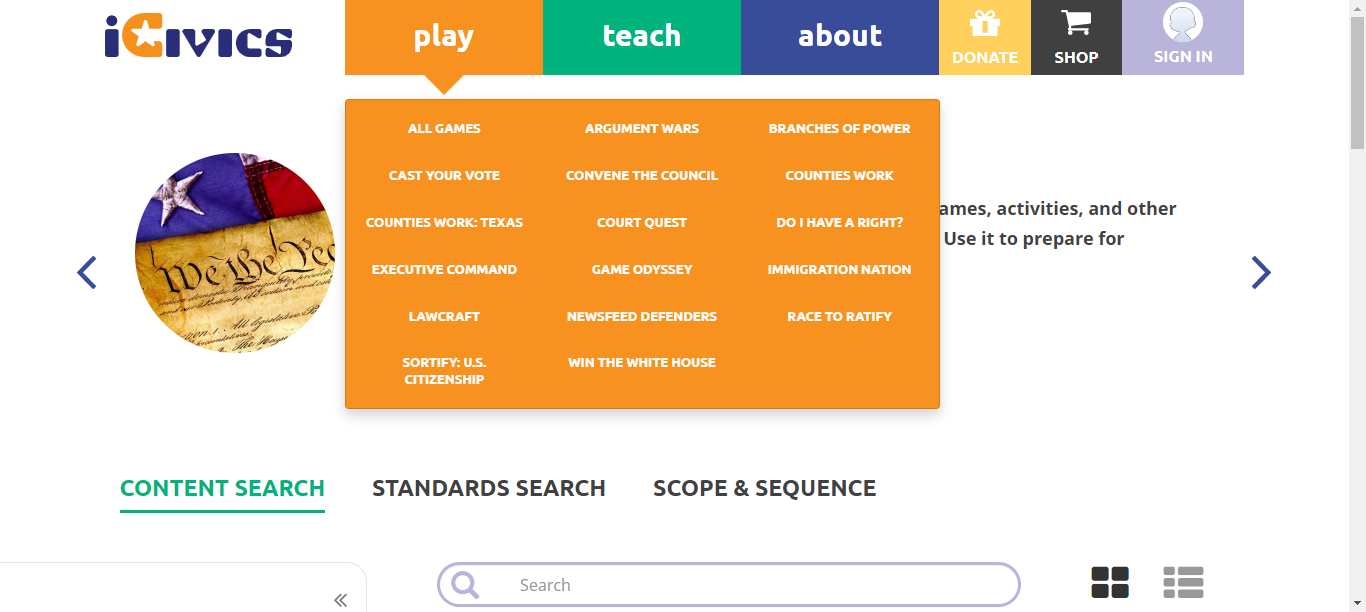 iCivics
play
teach
about
DONATE
SHOP
SIGN IN
ALL GAMES
ARGUMENT WARS
BRANCHES OF POWER
CAST YOUR VOTE
CONVENE THE COUNCIL
COUNTIES WORK
COUNTIES WORK: TEXAS
COURT QUEST
DO I HAVE A RIGHT?
EXECUTIVE COMMAND
GAME ODYSSEY
IMMIGRATION NATION
LAWCRAFT
NEWSFEED DEFENDERS
RACE TO RATIFY
SORTIFY: U.S.
CITIZENSHIP
WIN THE WHITE HOUSE
We the Peo
ames, activities, and other
Use it to prepare for
CONTENT SEARCH
STANDARDS SEARCH
SCOPE & SEQUENCE
Search